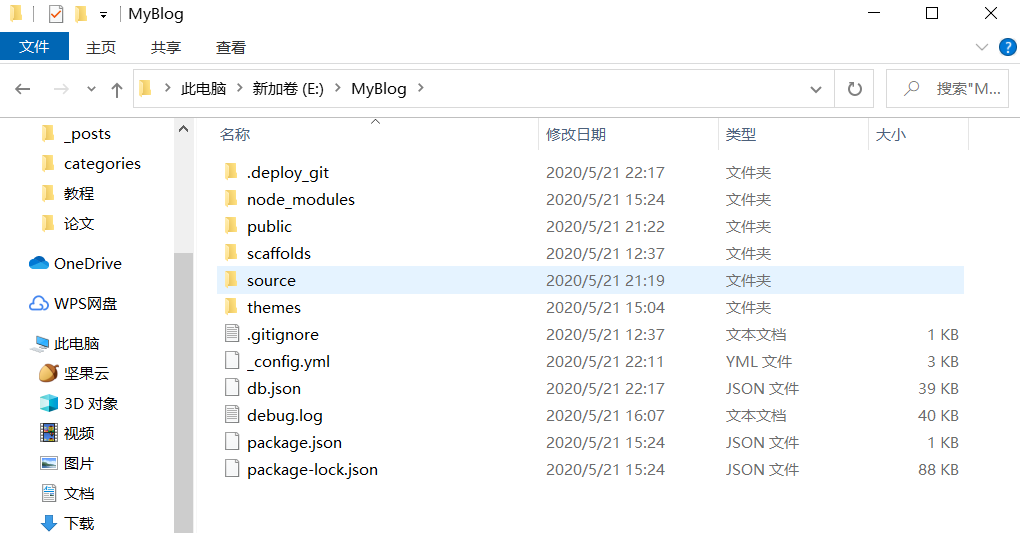 MyBlog
文件 主页 共享 查看
此电脑 新加卷 (E:) MyBlog 搜索"M...
_posts
categories
教程
论文
OneDrive
WPS网盘
此电脑
坚果云
3D 对象
视频
图片
文档
下载
名称 修改日期 类型 大小
.deploy_git 2020/5/21 22:17 文件夹
node_modules 2020/5/21 15:24 文件夹
public 2020/5/21 21:22 文件夹
scaffolds 2020/5/21 12:37 文件夹
source 2020/5/21 21:19 文件夹
themes 2020/5/21 15:04 文件夹
.gitignore 2020/5/21 12:37 文本文档 1 KB
_config.yml 2020/5/21 22:11 YML 文件 3 KB
db.json 2020/5/21 22:17 JSON 文件 39 KB
debug.log 2020/5/21 16:07 文本文档 40 KB
package.json 2020/5/21 15:24 JSON 文件 1 KB
package-lock.json 2020/5/21 15:24 JSON 文件 88 KB